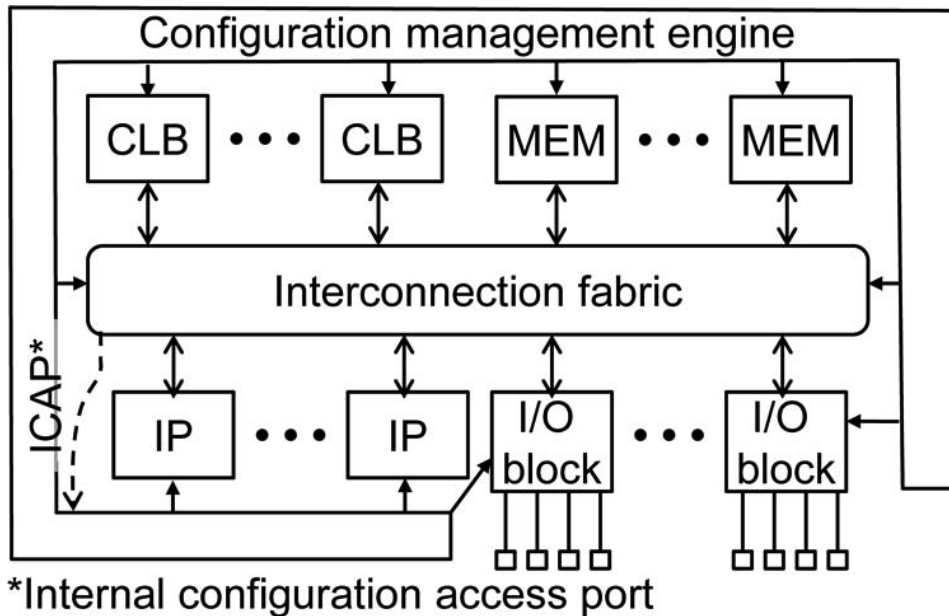 Configuration management engine
CLB ••• CLB MEM ••• MEM
Interconnection fabric
ICAP*
IP ••• IP I/O block ••• I/O block
*Internal configuration access port